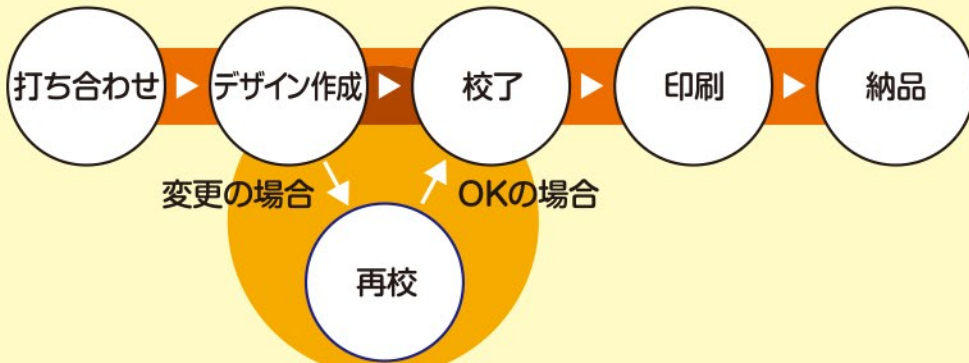 打ち合わせ
デザイン作成
校了
印刷
納品
変更の場合
OKの場合
再校